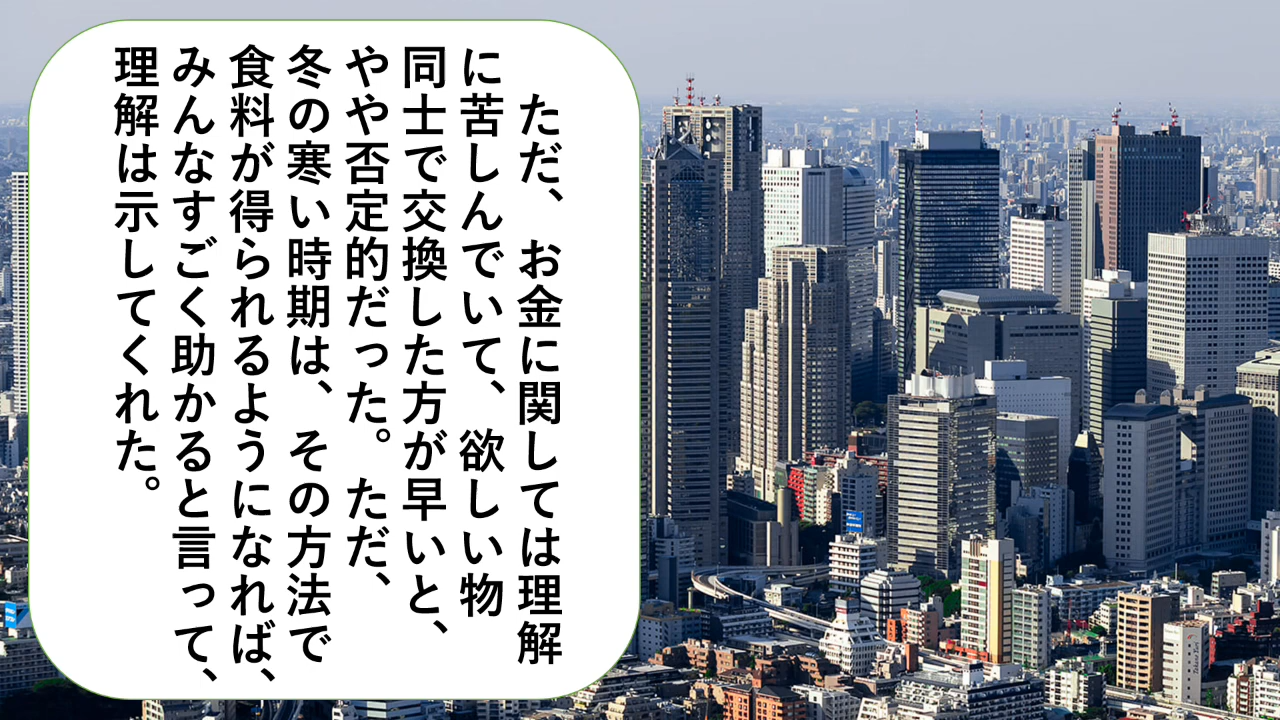 ただ、お金に関しては理解
に苦しんでいて、欲しい物
同士で交換した方が早いと、
やや否定的だった。ただ、
冬の寒い時期は、その方法で
食料が得られるようになれば、
みんなすごく助かると言って、
理解は示してくれた。